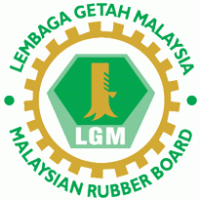 LEMBAGA GETAH MALAYSIA
LGM
MALAYSIAN RUBBER BOARD